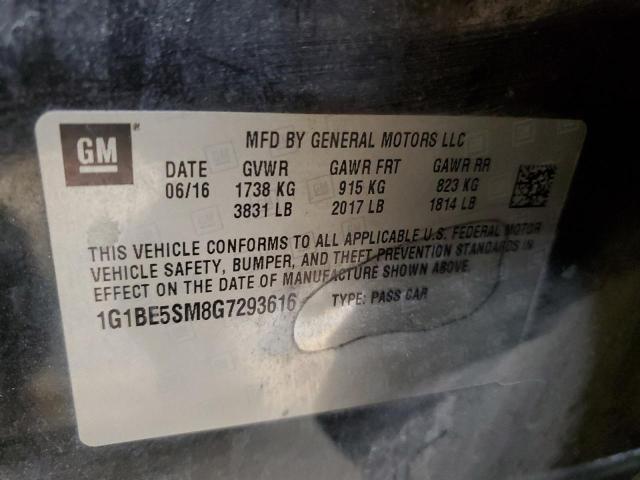 GM
MFD BY GENERAL MOTORS LLC
DATE GVWR GAWR FRT GAWR RR
06/16 1738 KG 915 KG 823 KG
3831 LB 2017 LB 1814 LB
THIS VEHICLE CONFORMS TO ALL APPLICABLE U.S. FEDERAL MOTOR
VEHICLE SAFETY, BUMPER, AND THEFT PREVENTION STANDARDS IN
EFFECT ON THE DATE OF MANUFACTURE SHOWN ABOVE.
1G1BE5SM8G7293616 TYPE: PASS CAR